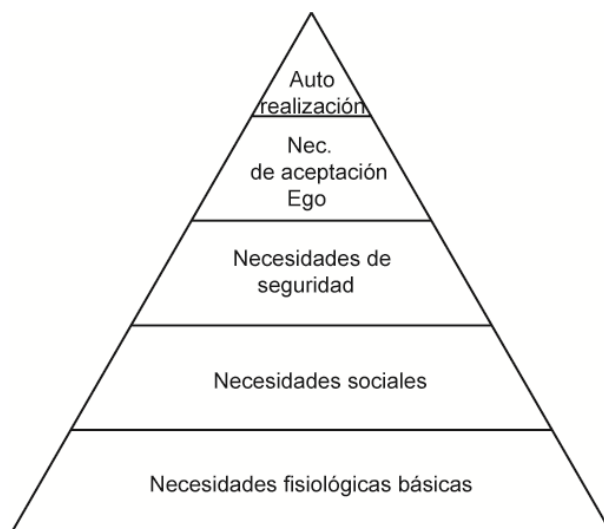 Auto
realización
Nec.
de aceptación
Ego
Necesidades de
seguridad
Necesidades sociales
Necesidades fisiológicas básicas